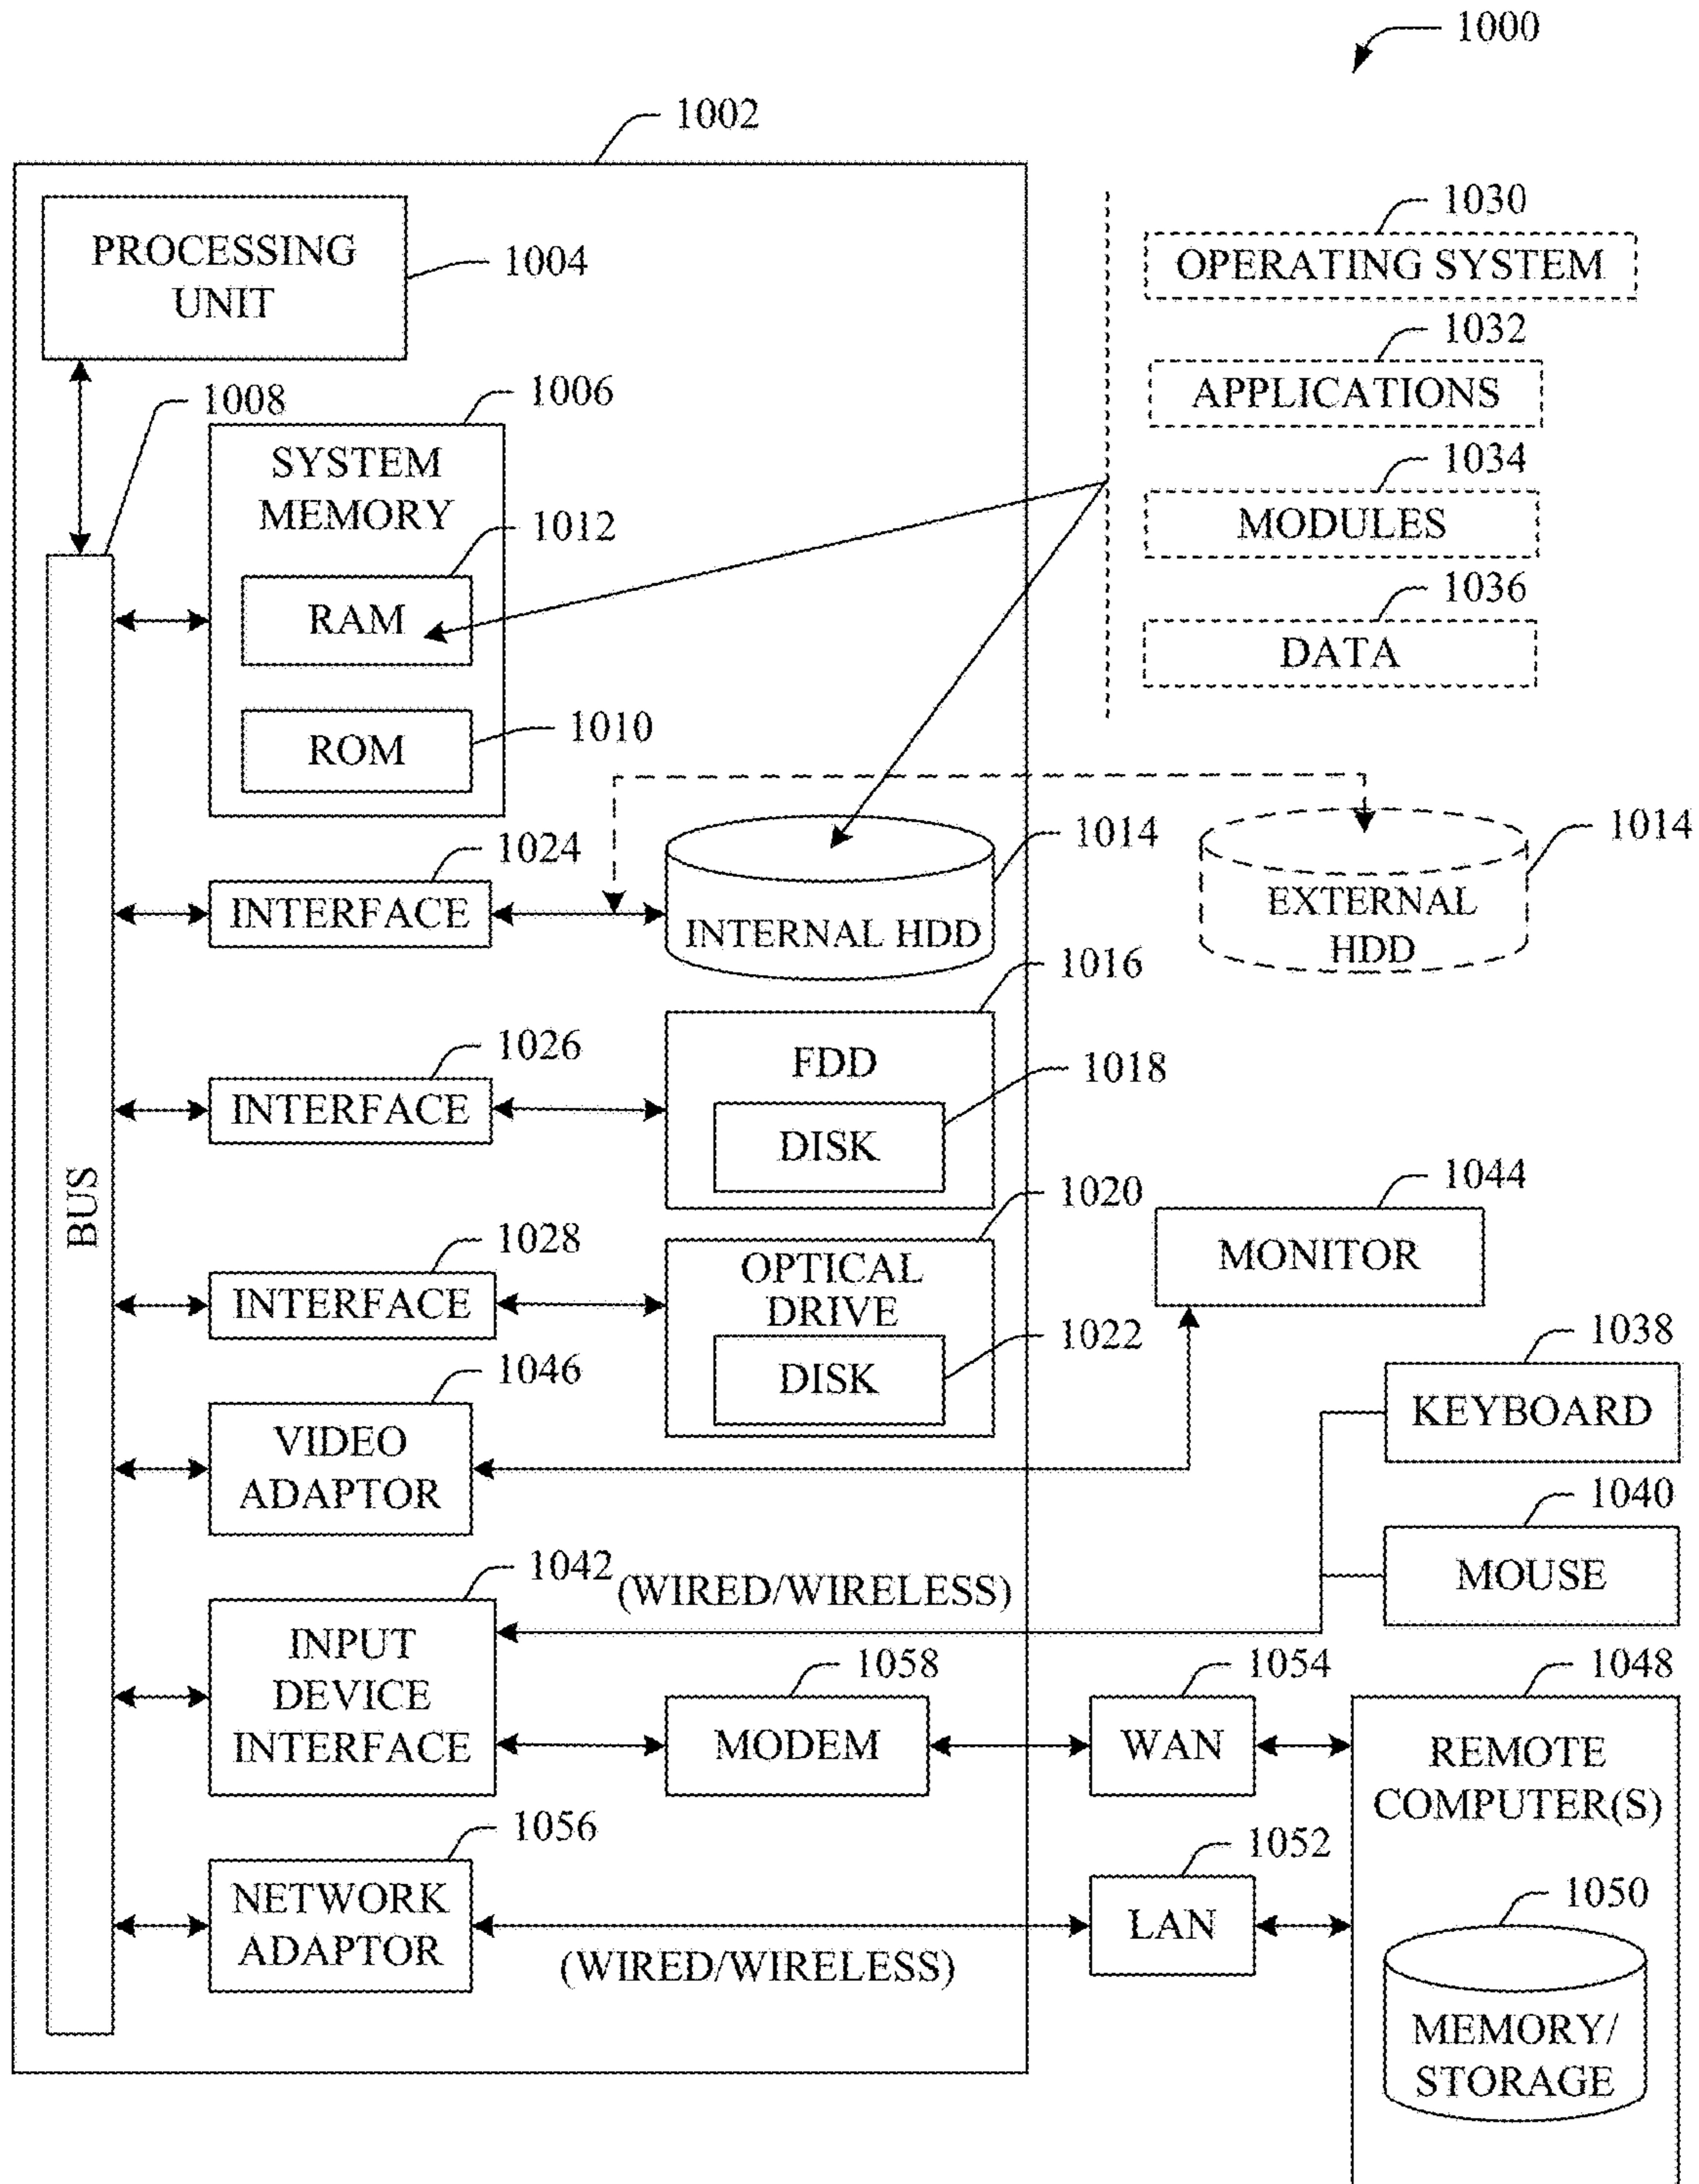 1000
1002
PROCESSING
UNIT
1004
1030
OPERATING SYSTEM
1032
APPLICATIONS
1034
MODULES
1036
DATA
1008
1006
SYSTEM
MEMORY
1012
RAM
1010
ROM
1024
INTERFACE
1014
INTERNAL HDD
1014
EXTERNAL
HDD
1016
FDD
1026
INTERFACE
1018
DISK
BUS
1020
OPTICAL
DRIVE
1028
INTERFACE
1022
DISK
1044
MONITOR
1046
VIDEO
ADAPTOR
1038
KEYBOARD
1040
MOUSE
1042
(WIRED/WIRELESS)
INPUT
DEVICE
INTERFACE
1058
MODEM
1054
WAN
1048
REMOTE
COMPUTER(S)
1056
NETWORK
ADAPTOR
(WIRED/WIRELESS)
1052
LAN
1050
MEMORY/
STORAGE